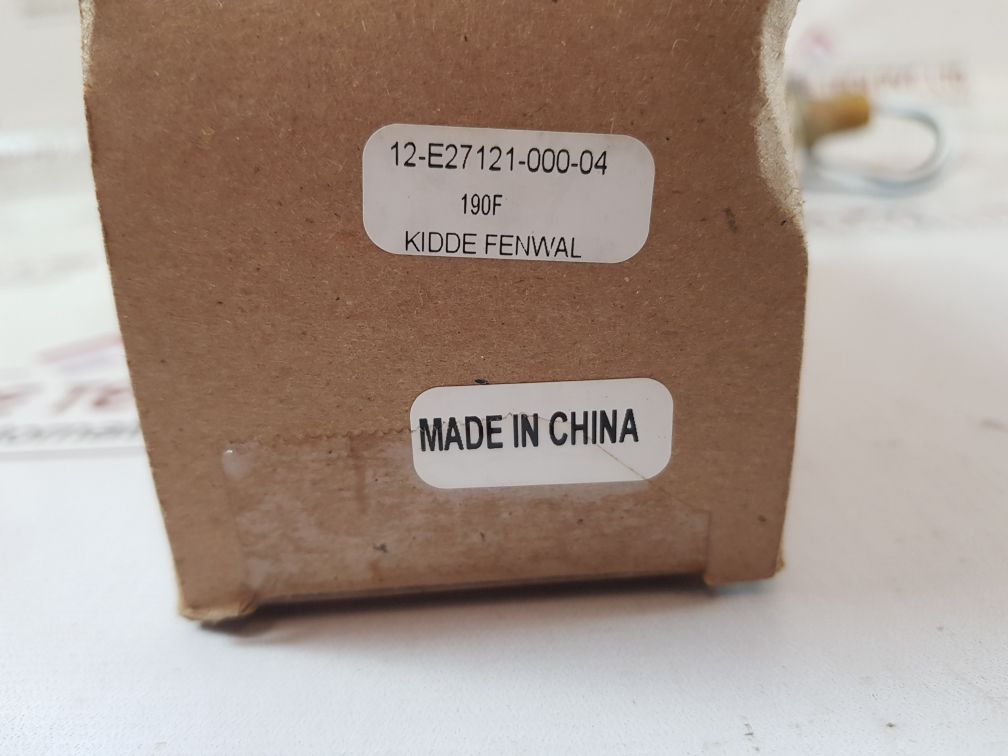 12-E27121-000-04
190F
KIDDE FENWAL
MADE IN CHINA